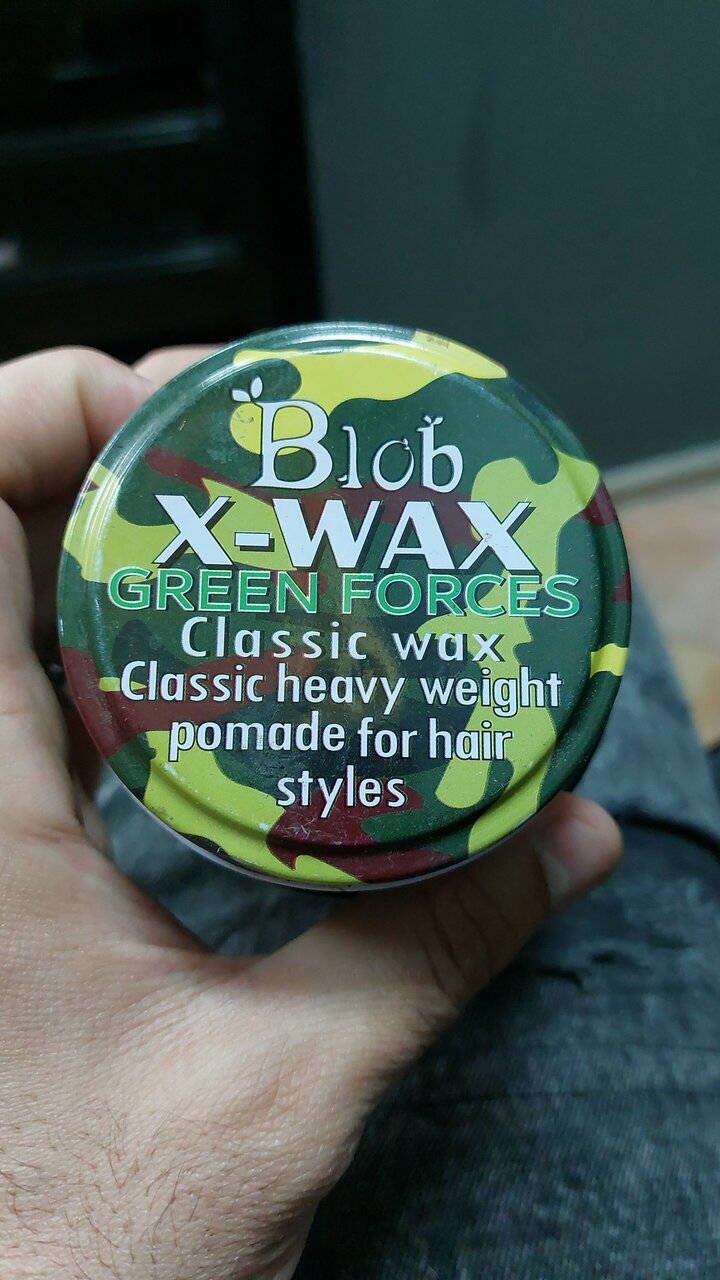 Blob
X-WAX
GREEN FORCES
Classic wax
Classic heavy weight
pomade for hair
styles